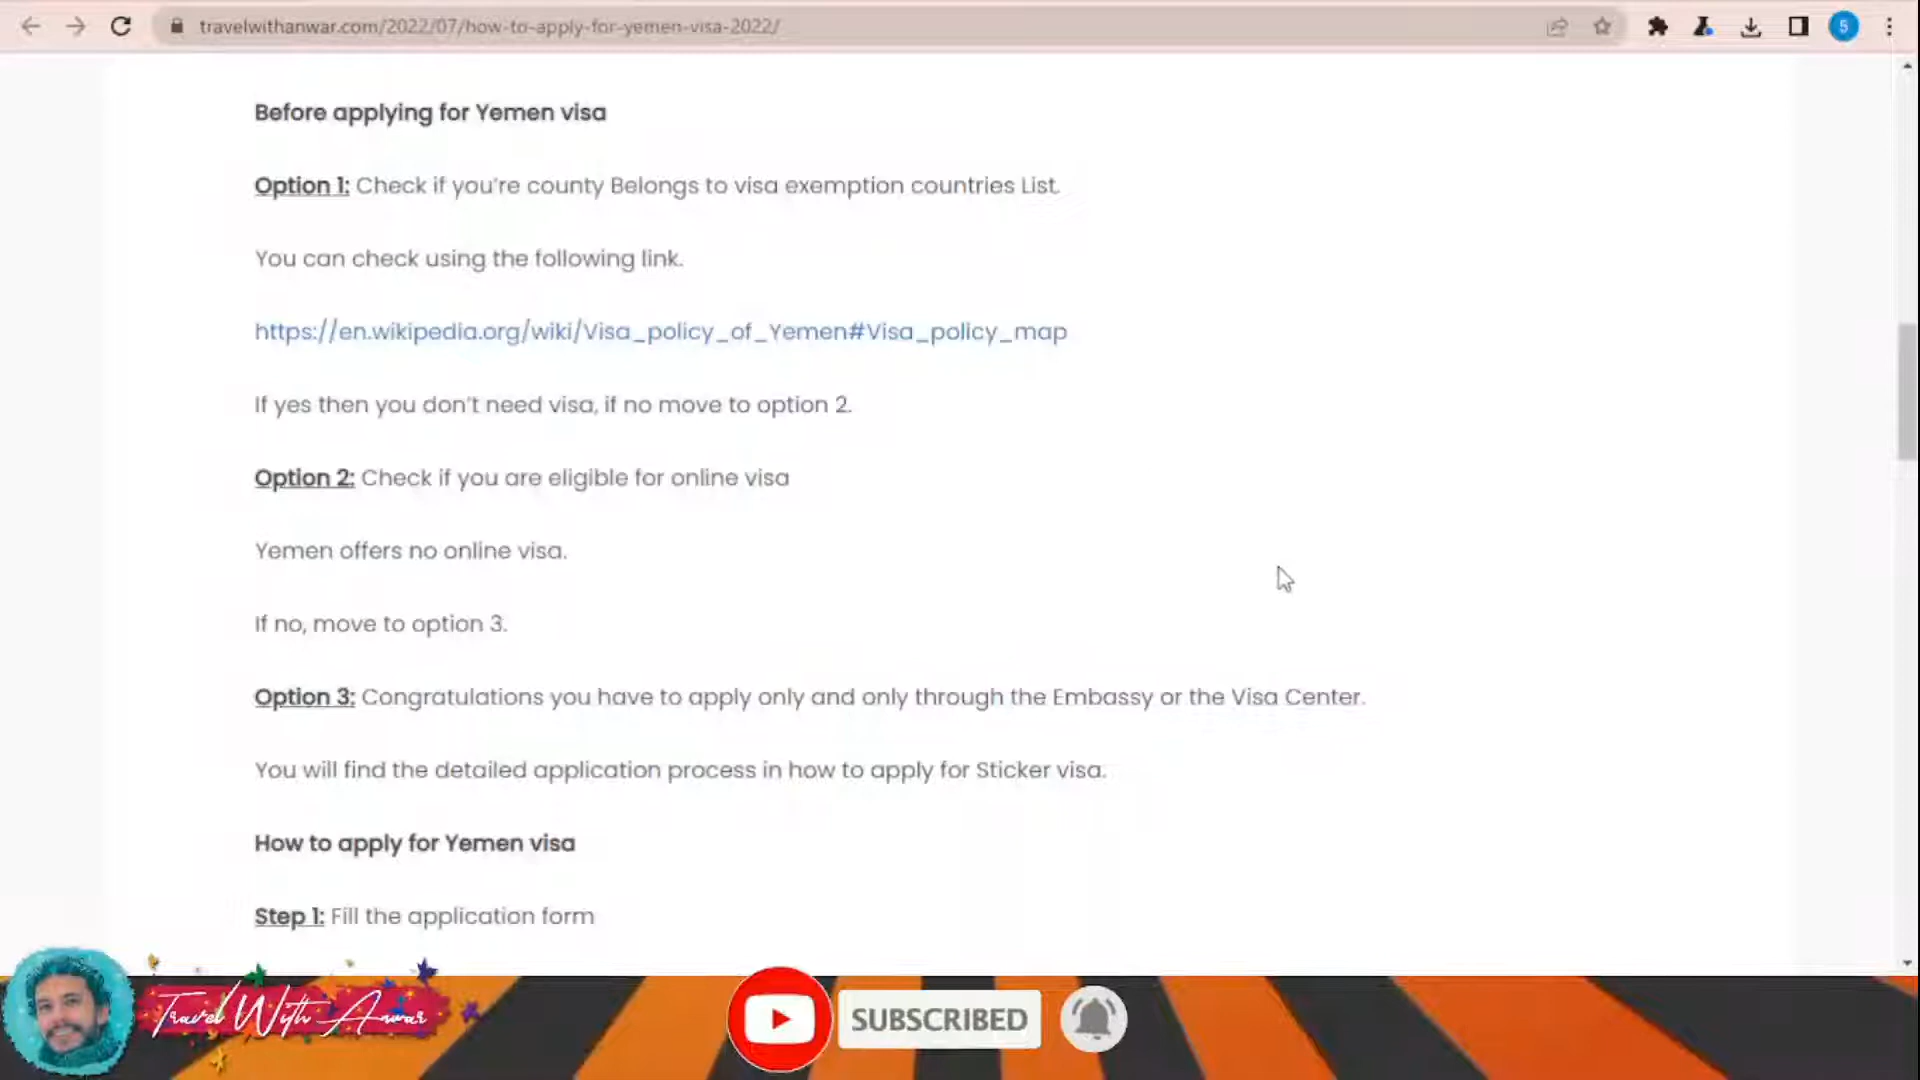 travelwithanwar.com/2022/07/how-to-apply-for-yemen-visa-2022/
5
Before applying for Yemen visa
Option 1: Check if you're county Belongs to visa exemption countries List.
You can check using the following link.
https://en.wikipedia.org/wiki/Visa_policy_of_Yemen#Visa_policy_map
If yes then you don't need visa, if no move to option 2.
Option 2: Check if you are eligible for online visa
Yemen offers no online visa.
If no, move to option 3.
Option 3: Congratulations you have to apply only and only through the Embassy or the Visa Center.
You will find the detailed application process in how to apply for Sticker visa.
How to apply for Yemen visa
Step 1: Fill the application form
Travel With Anwar
SUBSCRIBED